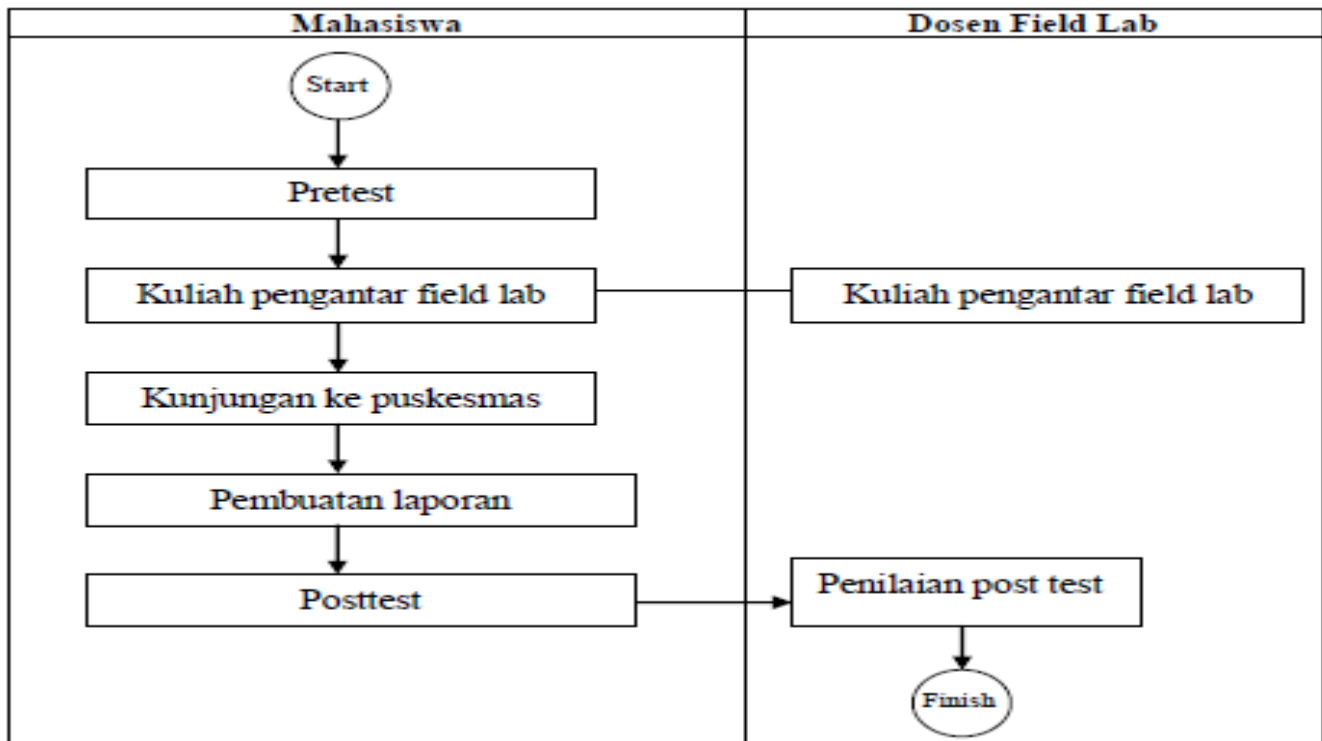 Mahasiswa
Dosen Field Lab
Start
Pretest
Kuliah pengantar field lab
Kuliah pengantar field lab
Kunjungan ke puskesmas
Pembuatan laporan
Posttest
Penilaian post test
Finish